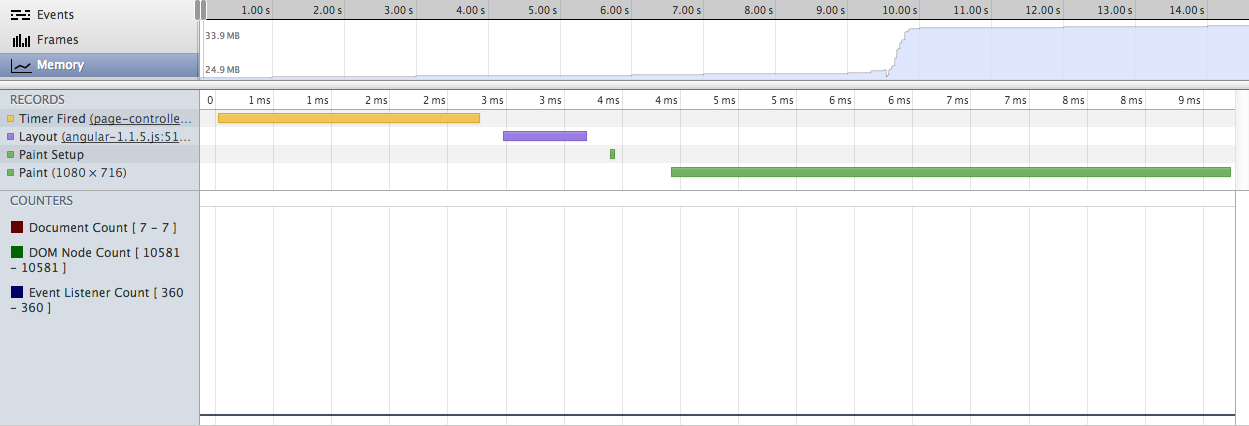 Events
Frames
Memory
1.00 s 2.00 s 3.00 s 4.00 s 5.00 s 6.00 s 7.00 s 8.00 s 9.00 s 10.00 s 11.00 s 12.00 s 13.00 s 14.00 s
33.9 MB
24.9 MB
RECORDS
0 1 ms 1 ms 2 ms 2 ms 3 ms 3 ms 4 ms 4 ms 5 ms 5 ms 6 ms 6 ms 7 ms 7 ms 8 ms 8 ms 9 ms
Timer Fired (page-controlle...
Layout (angular-1.1.5.js:51...
Paint Setup
Paint (1080 × 716)
COUNTERS
Document Count [ 7 – 7 ]
DOM Node Count [ 10581
– 10581 ]
Event Listener Count [ 360
– 360 ]